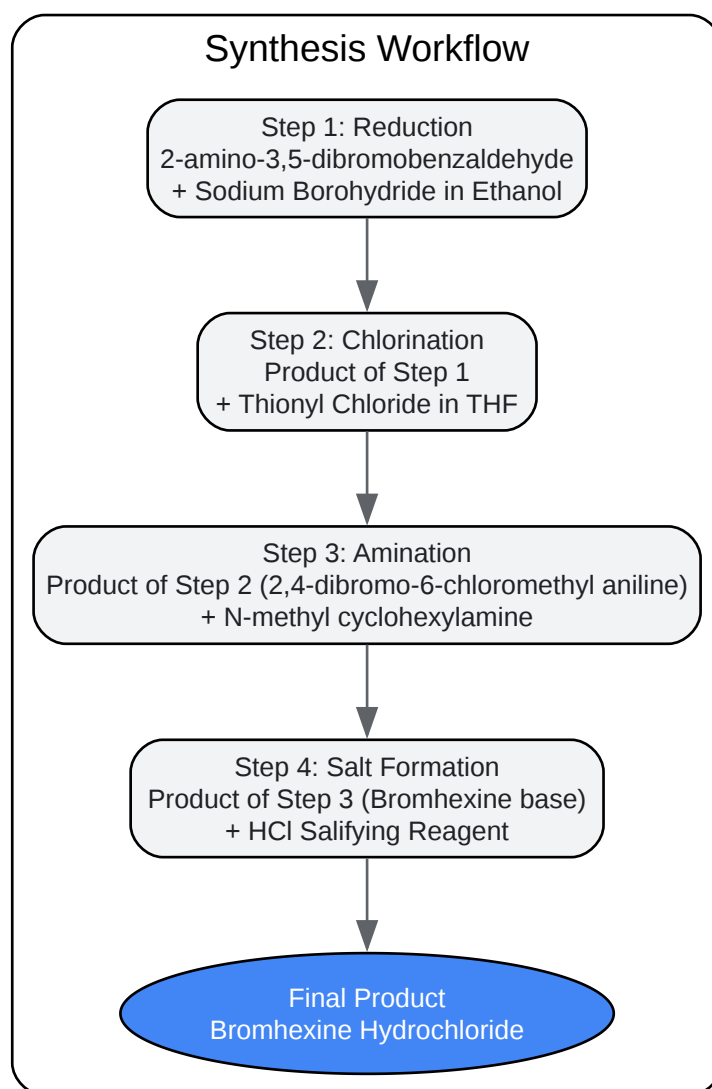 Synthesis Workflow
Step 1: Reduction
2-amino-3,5-dibromobenzaldehyde
+ Sodium Borohydride in Ethanol
Step 2: Chlorination
Product of Step 1
+ Thionyl Chloride in THF
Step 3: Amination
Product of Step 2 (2,4-dibromo-6-chloromethyl aniline)
+ N-methyl cyclohexylamine
Step 4: Salt Formation
Product of Step 3 (Bromhexine base)
+ HCl Salifying Reagent
Final Product
Bromhexine Hydrochloride